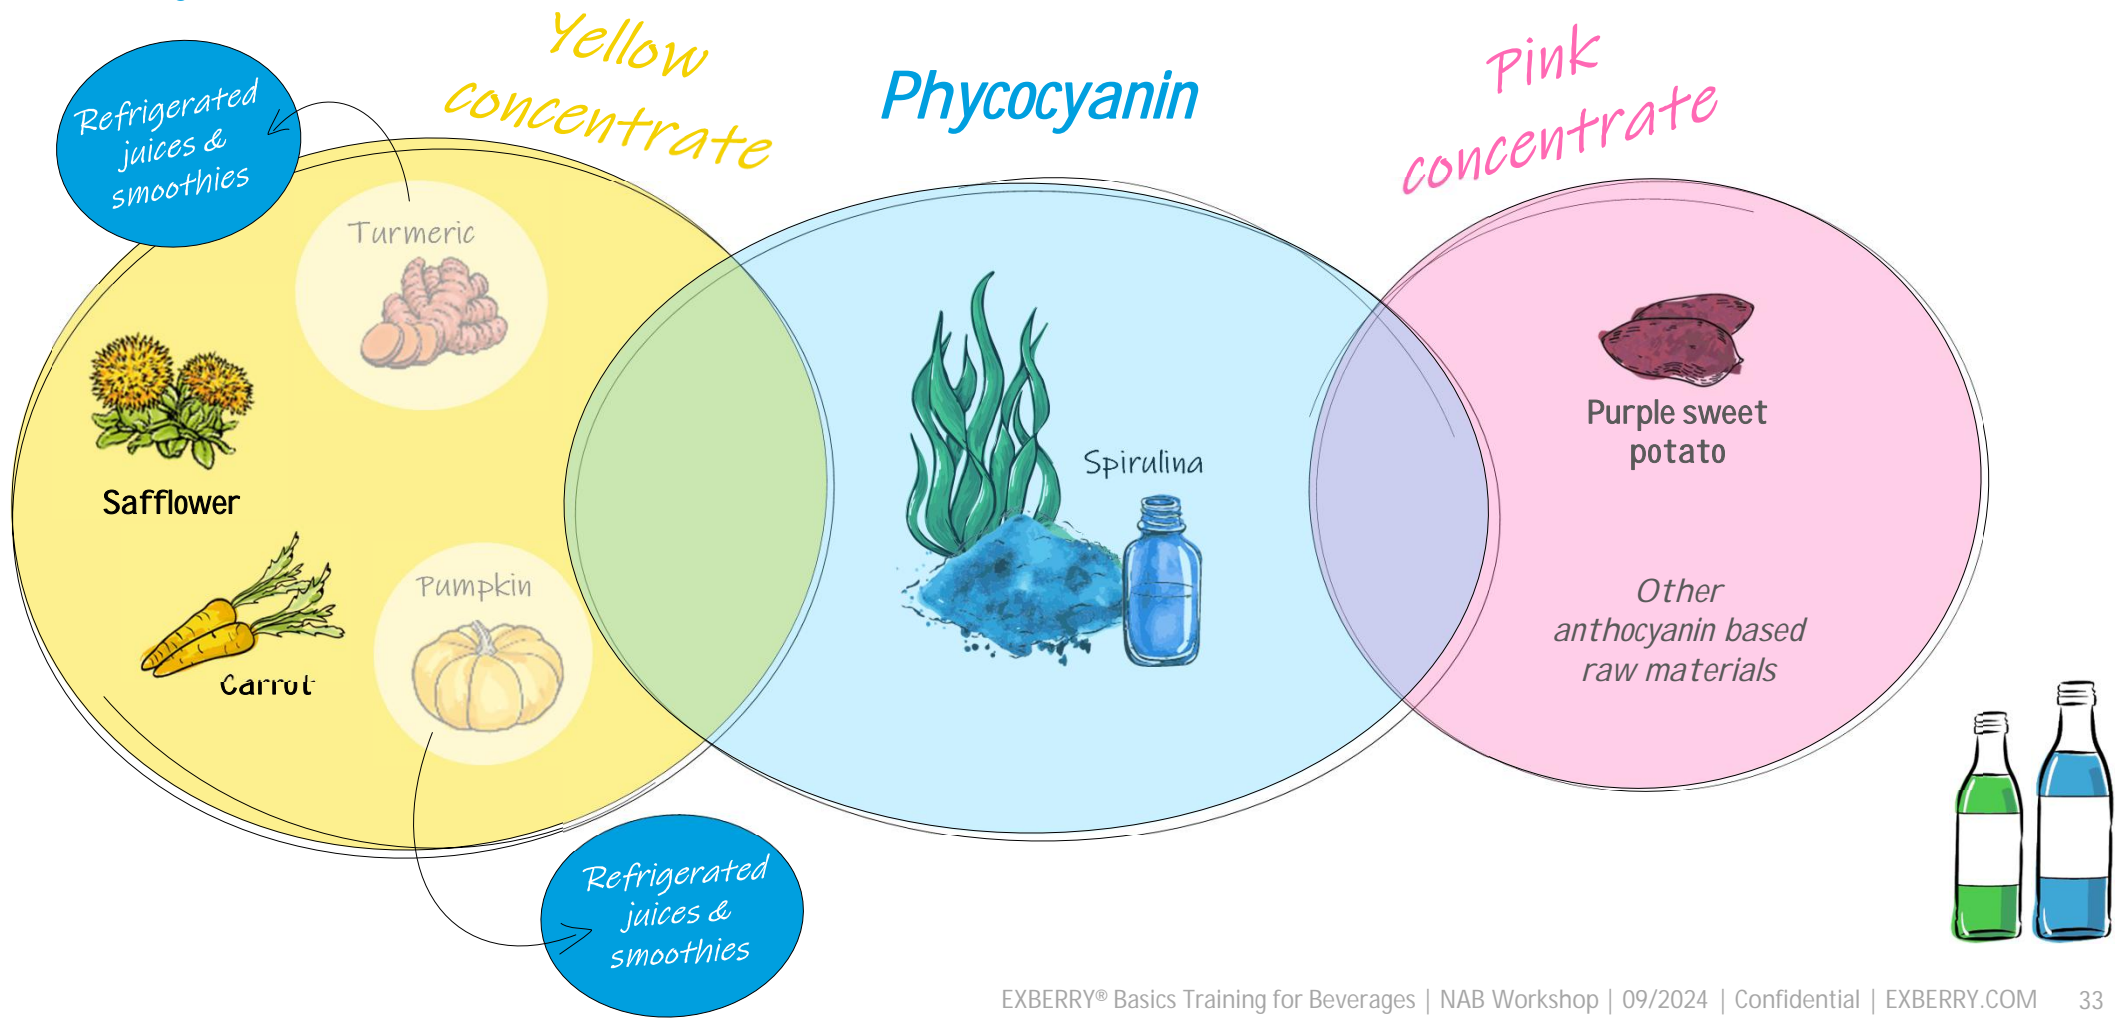 Yellow
concentrate
Phycocyanin
Pink
concentrate
Refrigerated
juices &
smoothies
Turmeric
Safflower
Carrot
Pumpkin
Spirulina
Purple sweet
potato
Other
anthocyanin based
raw materials
Refrigerated
juices &
smoothies
EXBERRY® Basics Training for Beverages | NAB Workshop | 09/2024 | Confidential | EXBERRY.COM 33